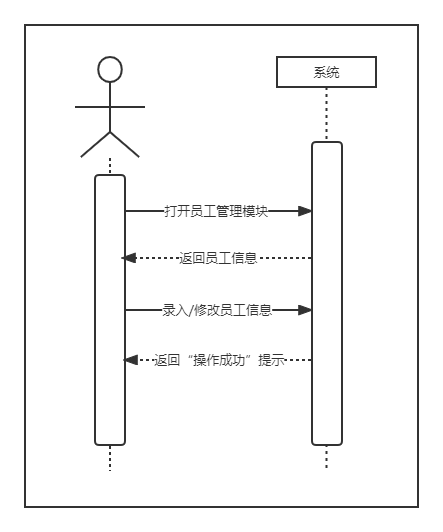 系统
打开员工管理模块
返回员工信息
录入/修改员工信息
返回“操作成功”提示